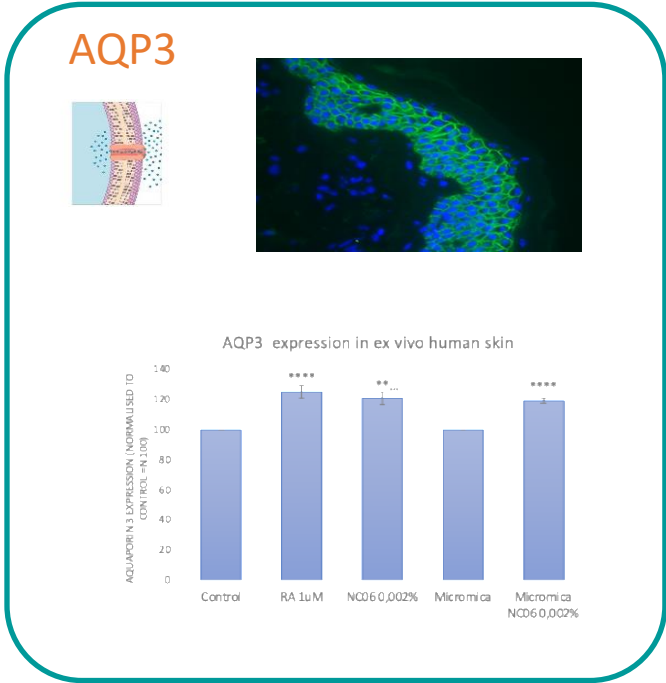 AQP3
AQP3 expression in ex vivo human skin
AQUAPORIN 3 EXPRESSION (NORMALISED TO
CONTROL =N 100)
140
120
100
80
60
40
20
0
****
**
...
****
Control
RA 1uM
NC06 0,002%
Micromica
Micromica
NC06 0,002%